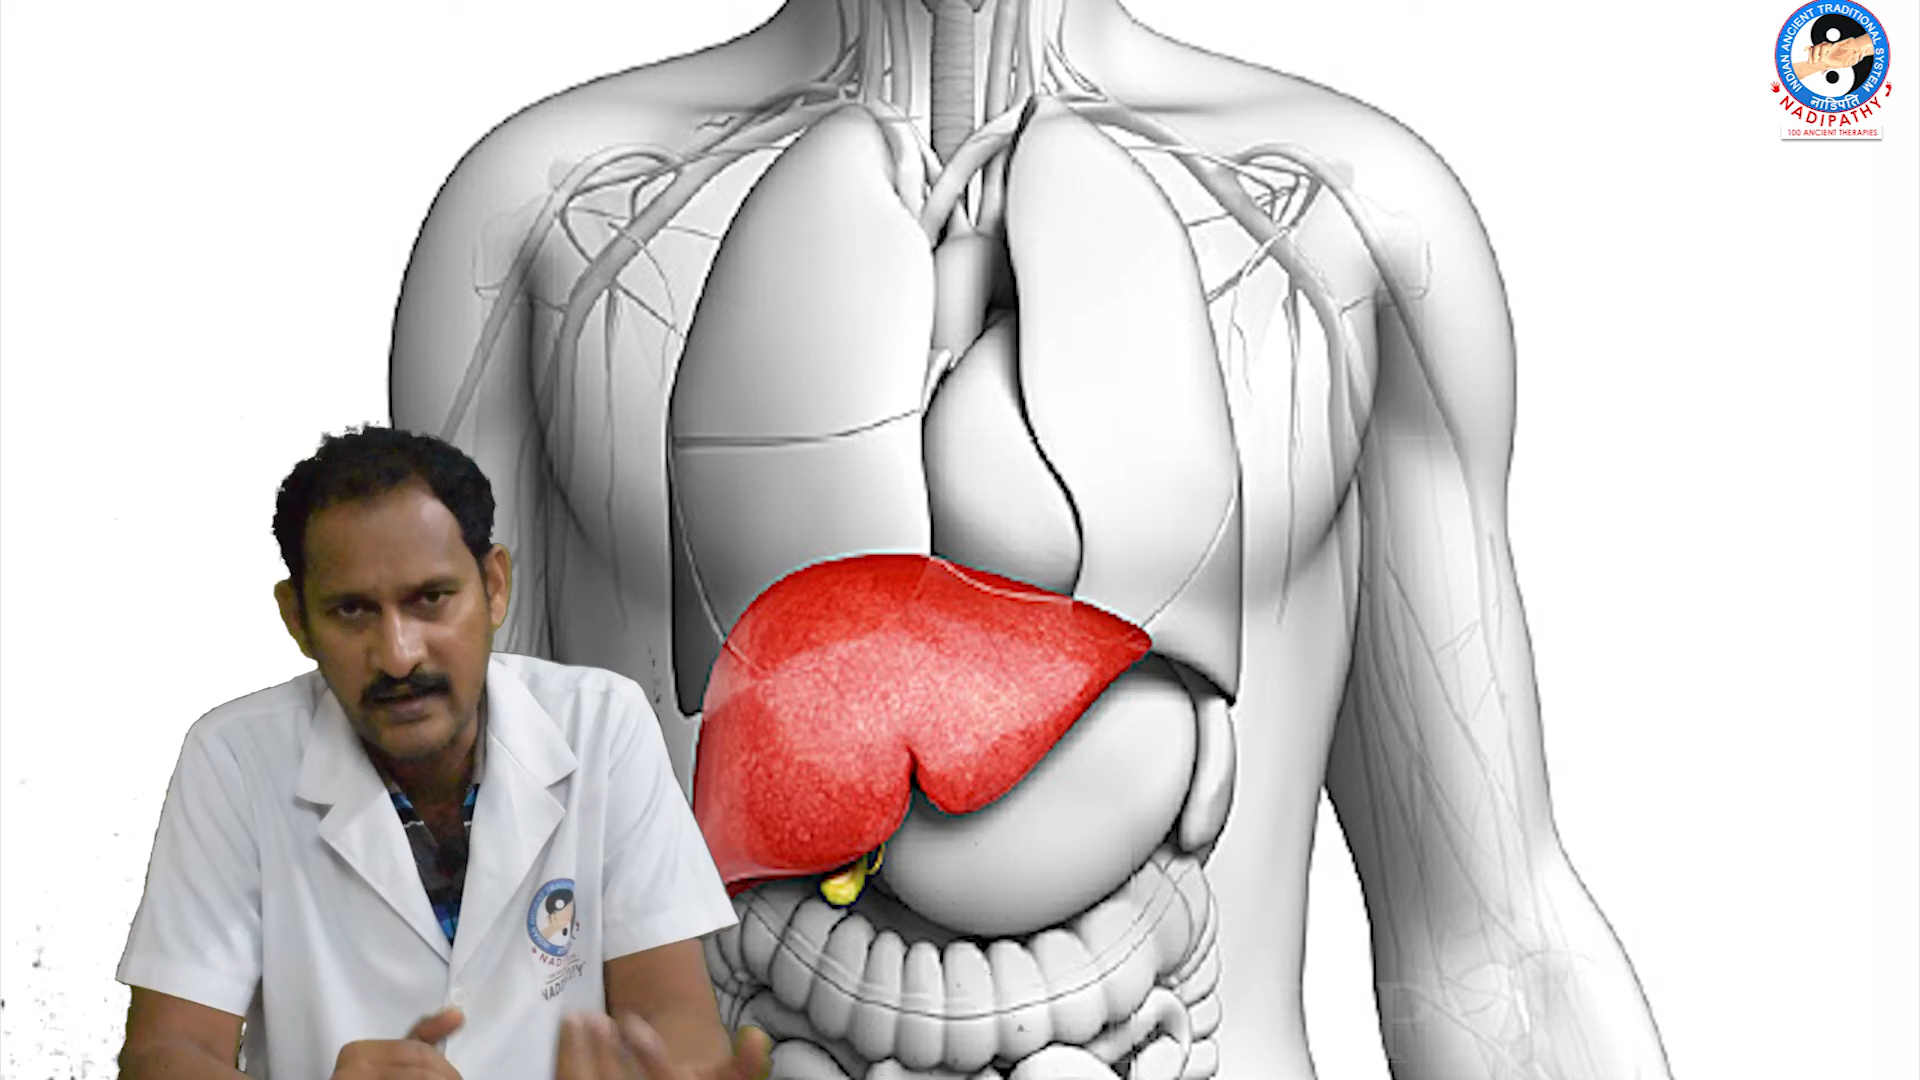 INDIAN ANCIENT TRADITIONAL SYSTEM
नाडिपति
NADIPATHY
100 ANCIENT THERAPIES